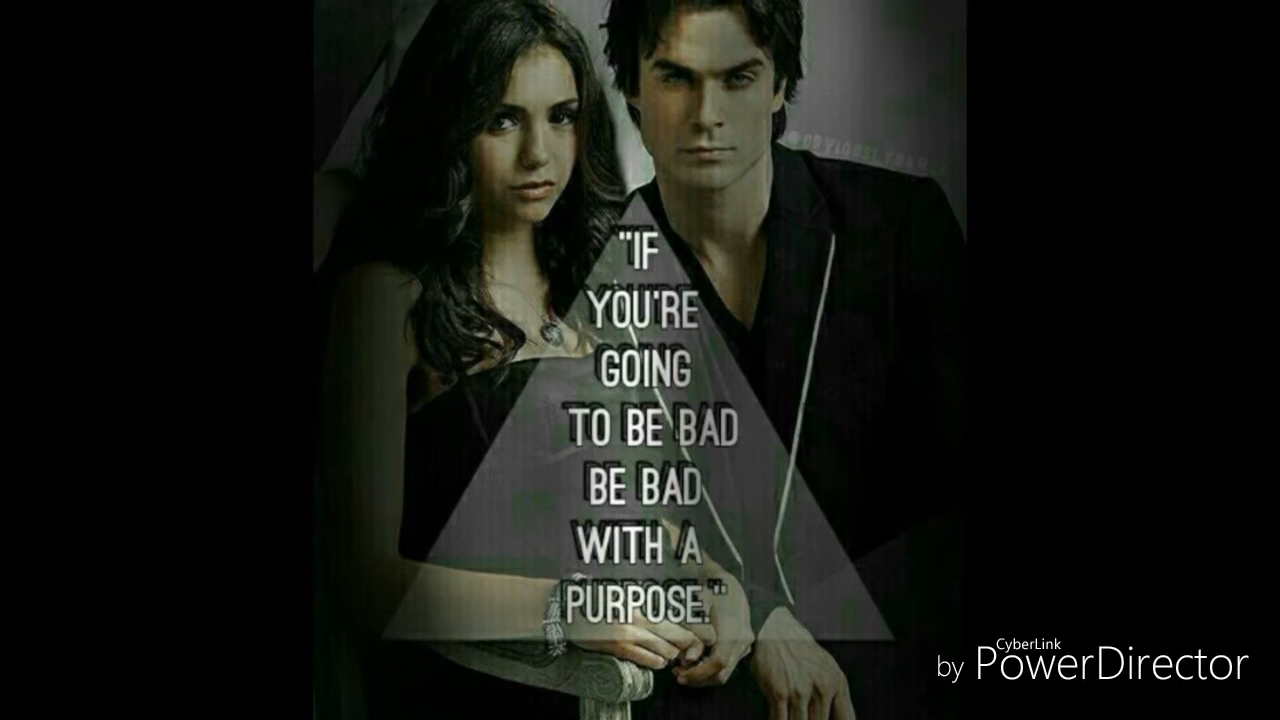 "IF
YOU'RE
GOING
TO BE BAD
BE BAD
WITH A
PURPOSE."
CyberLink
by PowerDirector